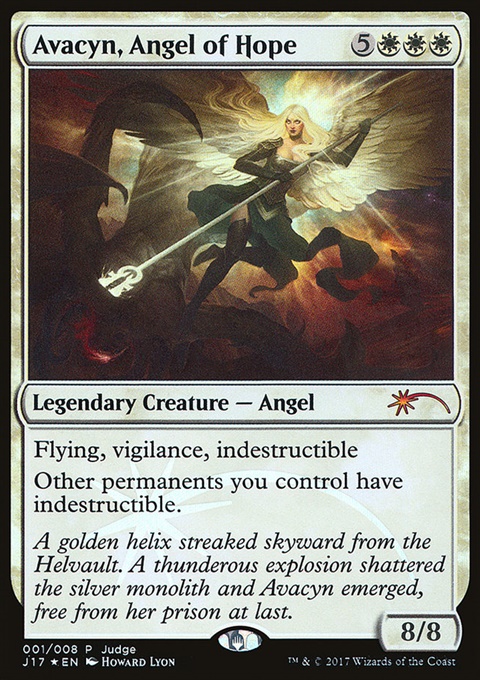 Avacyn, Angel of Hope 5
Legendary Creature — Angel
Flying, vigilance, indestructible
Other permanents you control have
indestructible.
A golden helix streaked skyward from the
Helvault. A thunderous explosion shattered
the silver monolith and Avacyn emerged,
free from her prison at last.
8/8
001/008 P Judge
J17 ★ EN Howard Lyon
™ & © 2017 Wizards of the Coast